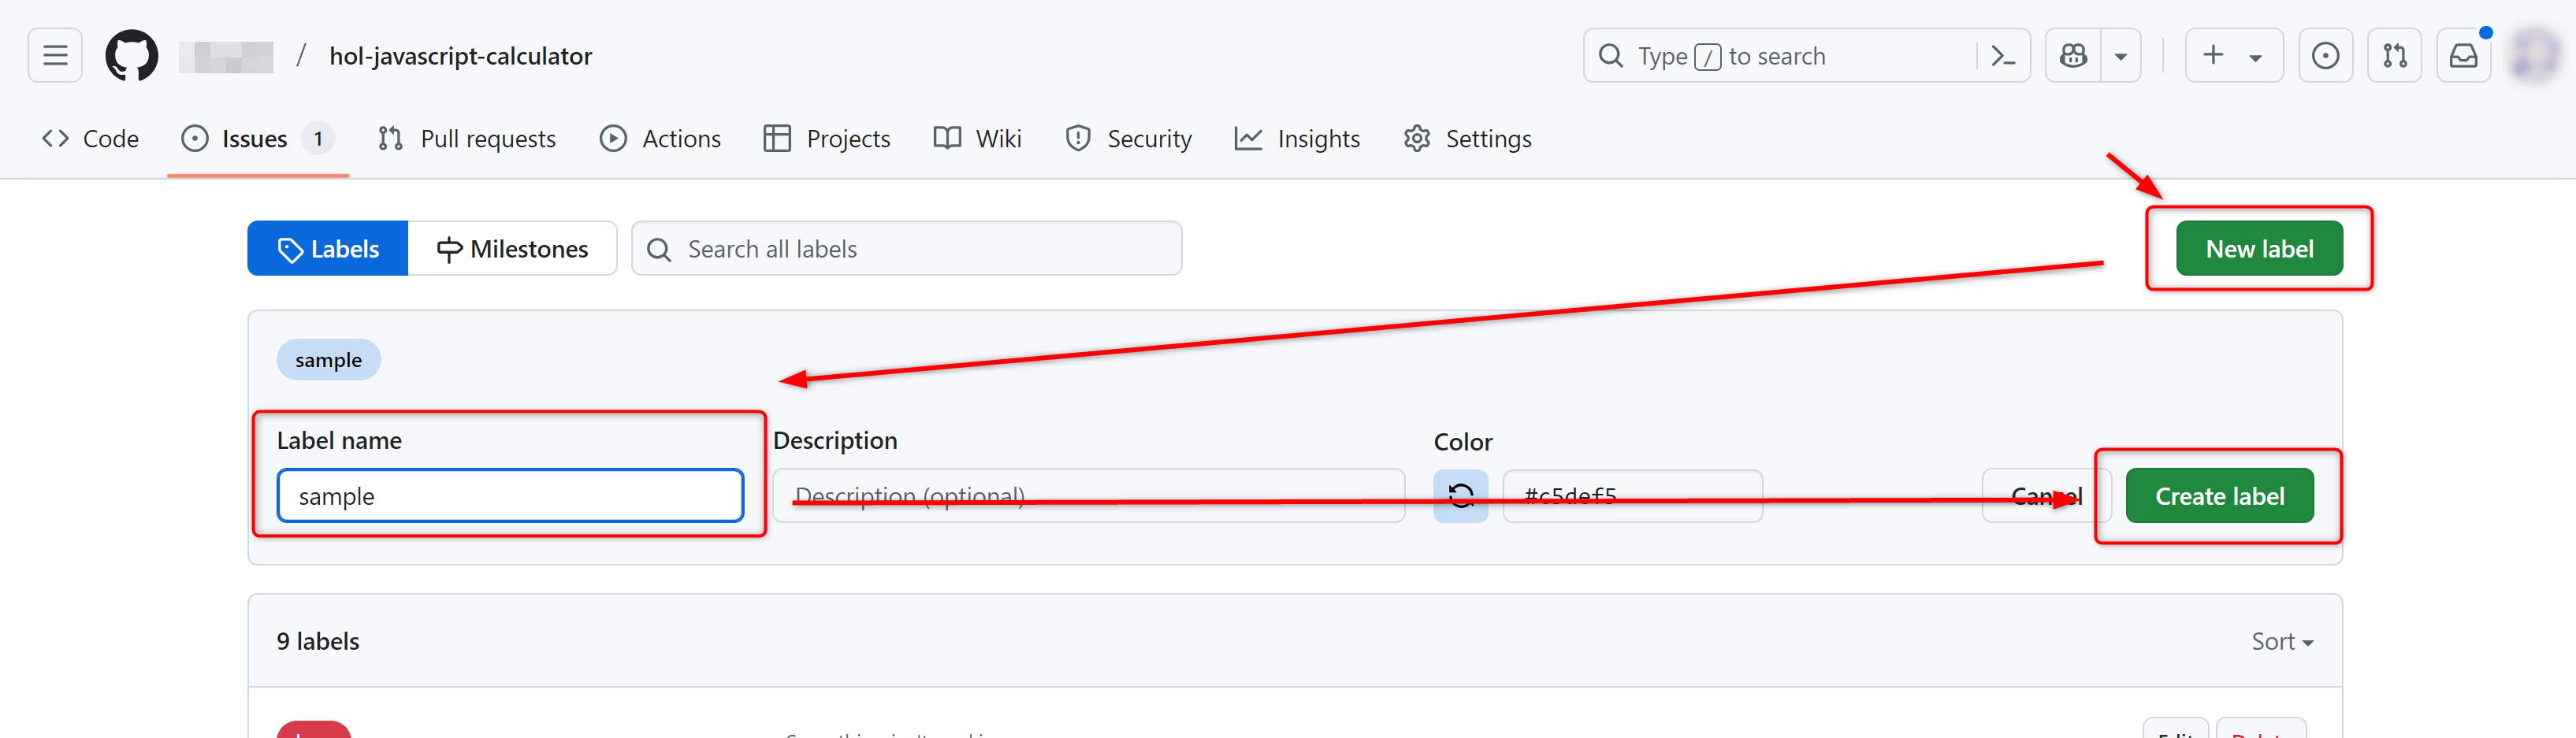 / hol-javascript-calculator Type / to search
Code Issues 1 Pull requests Actions Projects Wiki Security Insights Settings
Labels Milestones Search all labels New label
sample
Label name Description Color
sample Description (optional) #c5def5 Cancel Create label
9 labels Sort